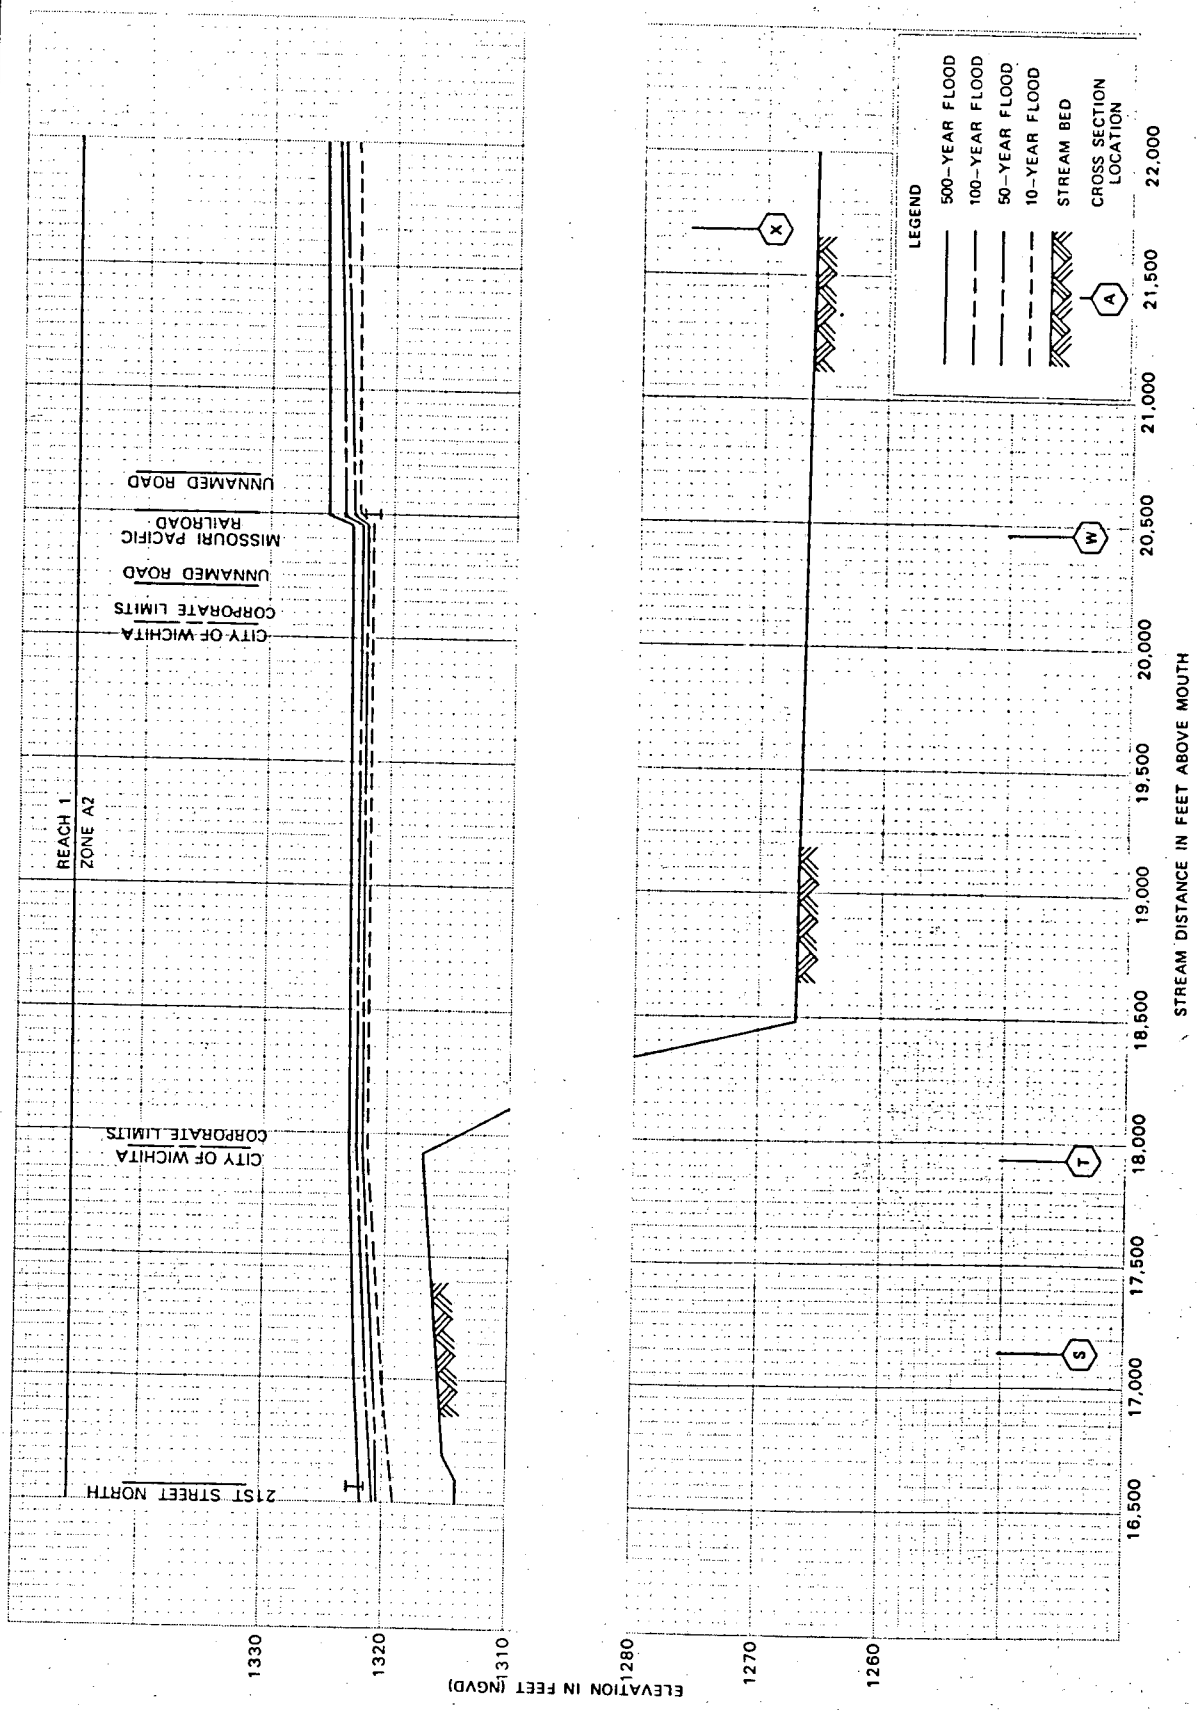 REACH 1
ZONE A2
21ST STREET NORTH
CITY OF WICHITA
CORPORATE LIMITS
CITY OF WICHITA
CORPORATE LIMITS
UNNAMED ROAD
MISSOURI PACIFIC
RAILROAD
UNNAMED ROAD
ELEVATION IN FEET (NGVD)
1330
1320
1310
1280
1270
1260
S
T
W
X
LEGEND
500-YEAR FLOOD
100-YEAR FLOOD
50-YEAR FLOOD
10-YEAR FLOOD
STREAM BED
A
CROSS SECTION
LOCATION
16,500
17,000
17,500
18,000
18,500
19,000
19,500
20,000
20,500
21,000
21,500
22,000
STREAM DISTANCE IN FEET ABOVE MOUTH